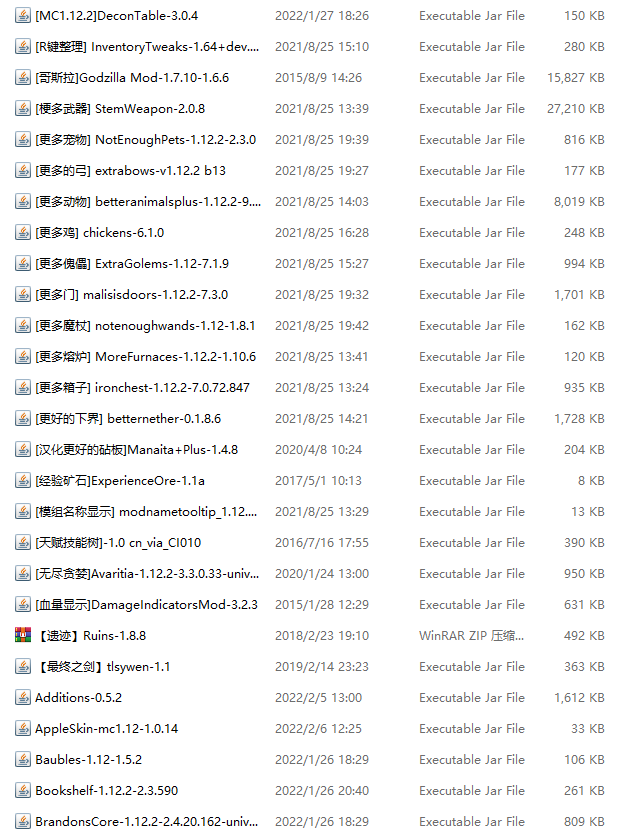 [MC1.12.2]DeconTable-3.0.4 2022/1/27 18:26 Executable Jar File 150 KB
[R键整理] InventoryTweaks-1.64+dev.... 2021/8/25 15:10 Executable Jar File 280 KB
[哥斯拉]Godzilla Mod-1.7.10-1.6.6 2015/8/9 14:26 Executable Jar File 15,827 KB
[梗多武器] StemWeapon-2.0.8 2021/8/25 13:39 Executable Jar File 27,210 KB
[更多宠物] NotEnoughPets-1.12.2-2.3.0 2021/8/25 19:39 Executable Jar File 816 KB
[更多的弓] extrabows-v1.12.2 b13 2021/8/25 19:27 Executable Jar File 177 KB
[更多动物] betteranimalsplus-1.12.2-9.... 2021/8/25 14:03 Executable Jar File 8,019 KB
[更多鸡] chickens-6.1.0 2021/8/25 16:28 Executable Jar File 248 KB
[更多傀儡] ExtraGolems-1.12-7.1.9 2021/8/25 15:27 Executable Jar File 994 KB
[更多门] malisisdoors-1.12.2-7.3.0 2021/8/25 19:32 Executable Jar File 1,701 KB
[更多魔杖] notenoughwands-1.12-1.8.1 2021/8/25 19:42 Executable Jar File 162 KB
[更多熔炉] MoreFurnaces-1.12.2-1.10.6 2021/8/25 13:41 Executable Jar File 120 KB
[更多箱子] ironchest-1.12.2-7.0.72.847 2021/8/25 13:24 Executable Jar File 935 KB
[更好的下界] betternether-0.1.8.6 2021/8/25 14:21 Executable Jar File 1,728 KB
[汉化更好的砧板]Manaita+Plus-1.4.8 2020/4/8 10:24 Executable Jar File 204 KB
[经验矿石]ExperienceOre-1.1a 2017/5/1 10:13 Executable Jar File 8 KB
[模组名称显示] modnametooltip_1.12.... 2021/8/25 13:29 Executable Jar File 13 KB
[天赋技能树]-1.0 cn_via_CI010 2016/7/16 17:55 Executable Jar File 390 KB
[无尽贪婪]Avaritia-1.12.2-3.3.0.33-univ... 2020/1/24 13:00 Executable Jar File 950 KB
[血量显示]DamageIndicatorsMod-3.2.3 2015/1/28 12:29 Executable Jar File 631 KB
【遗迹】Ruins-1.8.8 2018/2/23 19:10 WinRAR ZIP 压缩... 492 KB
【最终之剑】tlsywen-1.1 2019/2/14 23:23 Executable Jar File 363 KB
Additions-0.5.2 2022/2/5 13:00 Executable Jar File 1,612 KB
AppleSkin-mc1.12-1.0.14 2022/2/6 12:25 Executable Jar File 33 KB
Baubles-1.12-1.5.2 2022/1/26 18:29 Executable Jar File 106 KB
Bookshelf-1.12.2-2.3.590 2022/1/26 20:40 Executable Jar File 261 KB
BrandonsCore-1.12.2-2.4.20.162-univ... 2022/1/26 18:29 Executable Jar File 809 KB